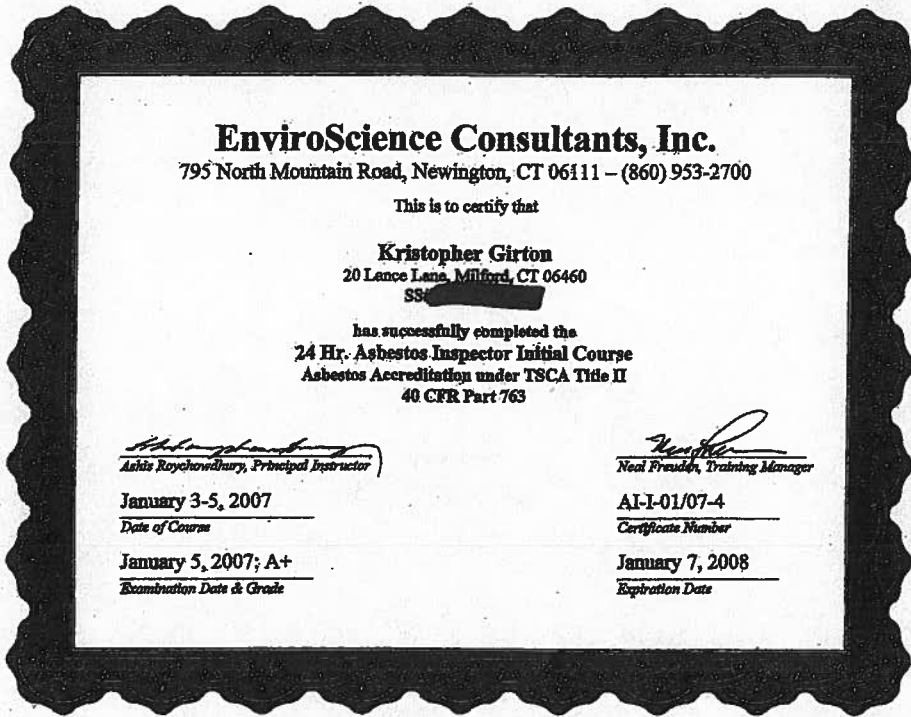 EnviroScience Consultants, Inc.
795 North Mountain Road, Newington, CT 06111 – (860) 953-2700
This is to certify that
Kristopher Girton
20 Lance Lane, Milford, CT 06460
SS#
has successfully completed the
24 Hr. Asbestos Inspector Initial Course
Asbestos Accreditation under TSCA Title II
40 CFR Part 763
Ashis Roychowdhury, Principal Instructor
Neal Freuden, Training Manager
January 3-5, 2007
Date of Course
AI-I-01/07-4
Certificate Number
January 5, 2007; A+
Examination Date & Grade
January 7, 2008
Expiration Date